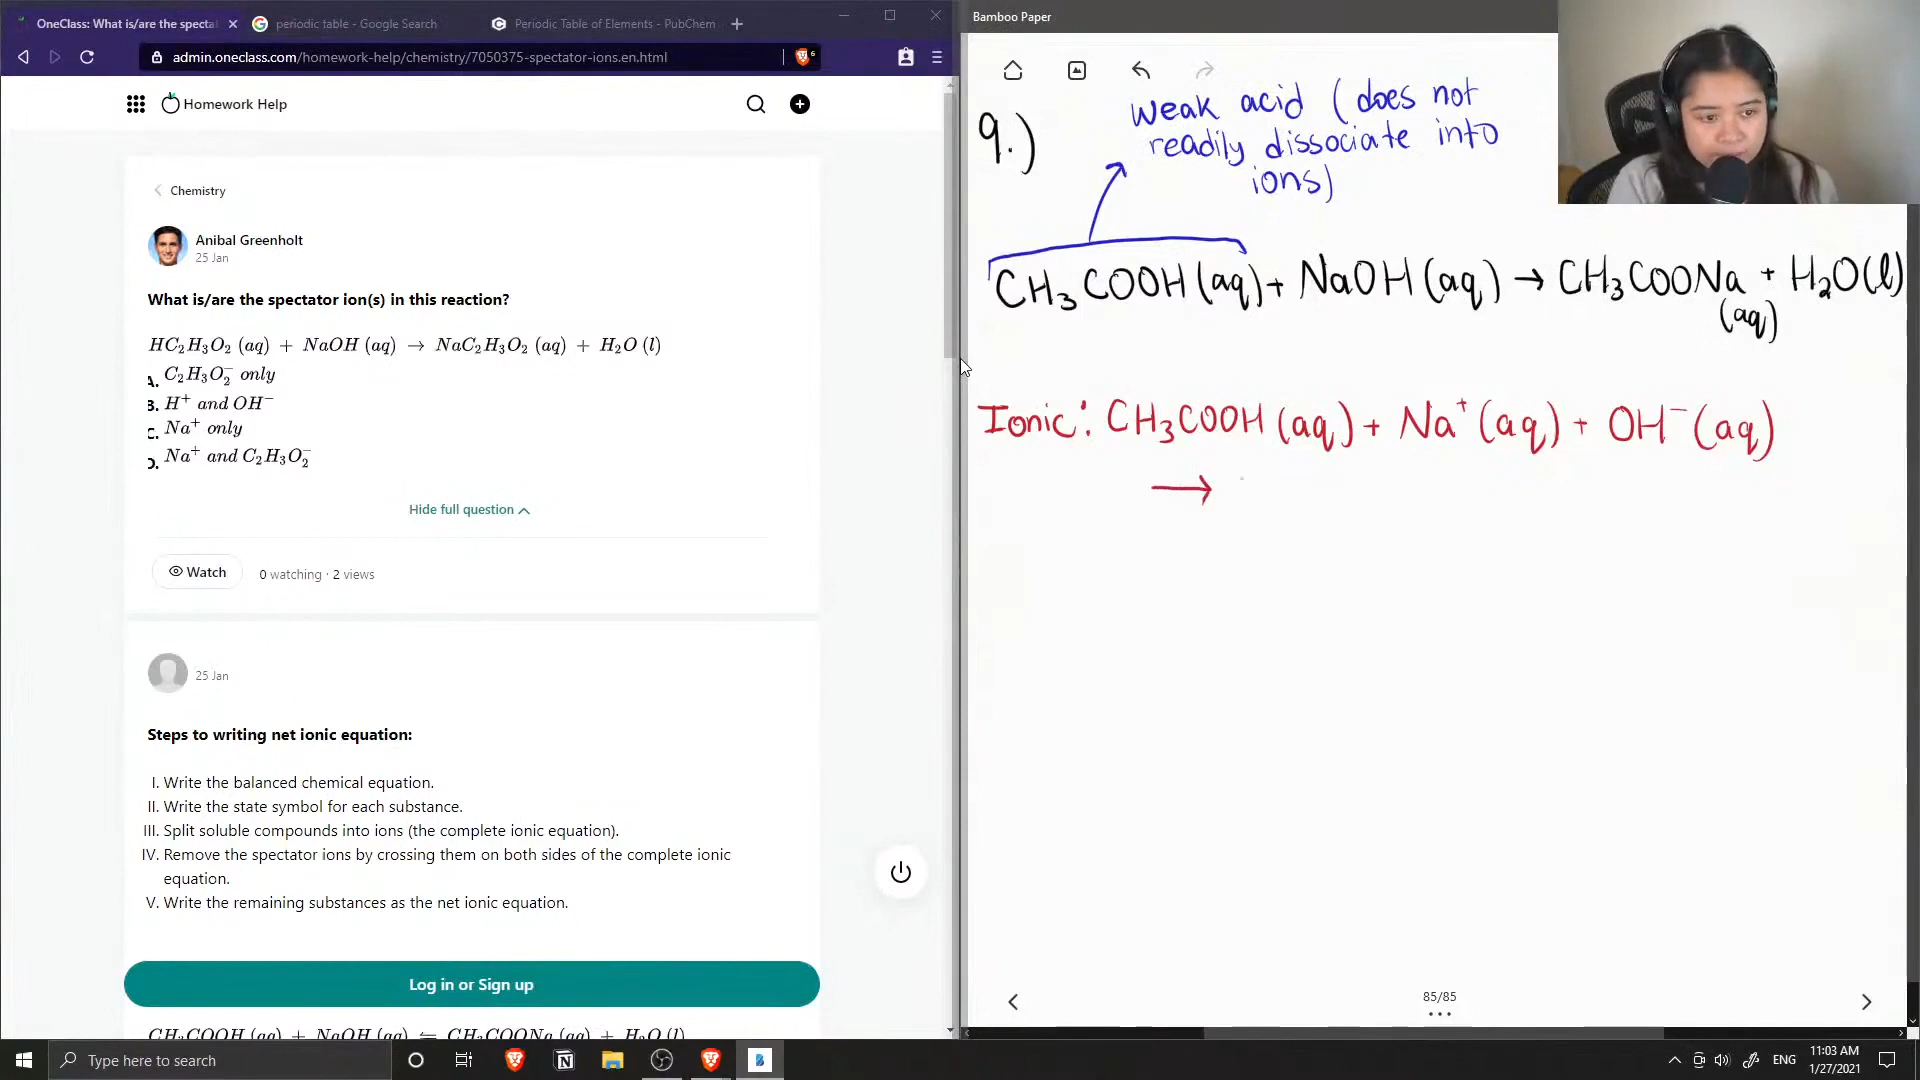 OneClass: What is/are the specta
periodic table - Google Search
Periodic Table of Elements - PubChem
admin.oneclass.com/homework-help/chemistry/7050375-spectator-ions.en.html
6
Homework Help
Chemistry
Anibal Greenholt
25 Jan
What is/are the spectator ion(s) in this reaction?
HC₂H₃O₂ (aq) + NaOH (aq) → NaC₂H₃O₂ (aq) + H₂O (l)
A. C₂H₃O₂⁻ only
B. H⁺ and OH⁻
C. Na⁺ only
D. Na⁺ and C₂H₃O₂⁻
Hide full question
Watch
0 watching · 2 views
25 Jan
Steps to writing net ionic equation:
I. Write the balanced chemical equation.
II. Write the state symbol for each substance.
III. Split soluble compounds into ions (the complete ionic equation).
IV. Remove the spectator ions by crossing them on both sides of the complete ionic
equation.
V. Write the remaining substances as the net ionic equation.
Log in or Sign up
CH₃COOH (aq) + NaOH (aq) ⇋ CH₃COONa (aq) + H₂O (l)
Bamboo Paper
9.)
weak acid (does not
readily dissociate into
ions)
CH₃COOH (aq) + NaOH (aq) → CH₃COONa + H₂O(l)
(aq)
Ionic: CH₃COOH (aq) + Na⁺ (aq) + OH⁻ (aq)
→
85/85
Type here to search
ENG
11:03 AM
1/27/2021